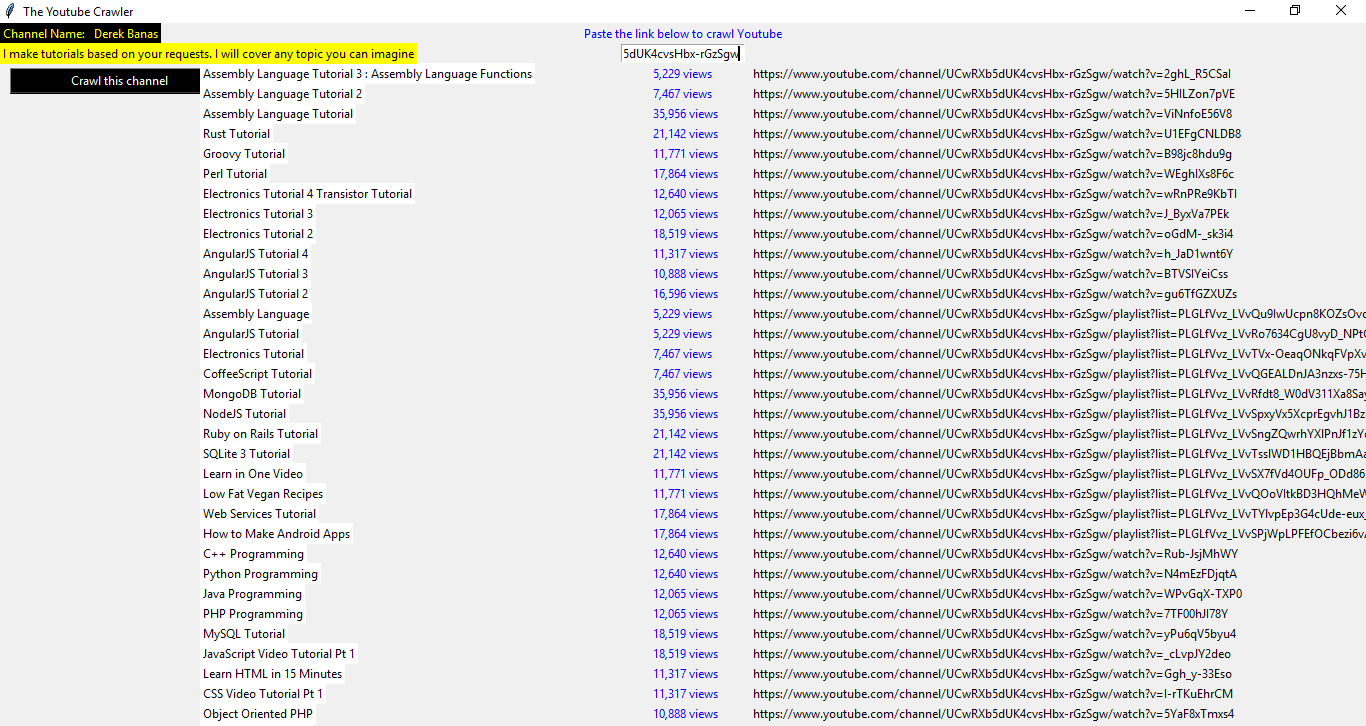 The Youtube Crawler
Channel Name: Derek Banas
Paste the link below to crawl Youtube
I make tutorials based on your requests. I will cover any topic you can imagine
5dUK4cvsHbx-rGzSgw
Crawl this channel
Assembly Language Tutorial 3 : Assembly Language Functions 5,229 views https://www.youtube.com/channel/UCwRXb5dUK4cvsHbx-rGzSgw/watch?v=2ghL_R5CSaI
Assembly Language Tutorial 2 7,467 views https://www.youtube.com/channel/UCwRXb5dUK4cvsHbx-rGzSgw/watch?v=5HILZon7pVE
Assembly Language Tutorial 35,956 views https://www.youtube.com/channel/UCwRXb5dUK4cvsHbx-rGzSgw/watch?v=ViNnfoE56V8
Rust Tutorial 21,142 views https://www.youtube.com/channel/UCwRXb5dUK4cvsHbx-rGzSgw/watch?v=U1EFgCNLDB8
Groovy Tutorial 11,771 views https://www.youtube.com/channel/UCwRXb5dUK4cvsHbx-rGzSgw/watch?v=B98jc8hdu9g
Perl Tutorial 17,864 views https://www.youtube.com/channel/UCwRXb5dUK4cvsHbx-rGzSgw/watch?v=WEghIXs8F6c
Electronics Tutorial 4 Transistor Tutorial 12,640 views https://www.youtube.com/channel/UCwRXb5dUK4cvsHbx-rGzSgw/watch?v=wRnPRe9KbTI
Electronics Tutorial 3 12,065 views https://www.youtube.com/channel/UCwRXb5dUK4cvsHbx-rGzSgw/watch?v=J_ByxVa7PEk
Electronics Tutorial 2 18,519 views https://www.youtube.com/channel/UCwRXb5dUK4cvsHbx-rGzSgw/watch?v=oGdM-_sk3i4
AngularJS Tutorial 4 11,317 views https://www.youtube.com/channel/UCwRXb5dUK4cvsHbx-rGzSgw/watch?v=h_JaD1wnt6Y
AngularJS Tutorial 3 10,888 views https://www.youtube.com/channel/UCwRXb5dUK4cvsHbx-rGzSgw/watch?v=BTVSIYeiCss
AngularJS Tutorial 2 16,596 views https://www.youtube.com/channel/UCwRXb5dUK4cvsHbx-rGzSgw/watch?v=gu6TfGZXUZs
Assembly Language 5,229 views https://www.youtube.com/channel/UCwRXb5dUK4cvsHbx-rGzSgw/playlist?list=PLGLfVvz_LVvQu9IwUcpn8KOZsOvc
AngularJS Tutorial 5,229 views https://www.youtube.com/channel/UCwRXb5dUK4cvsHbx-rGzSgw/playlist?list=PLGLfVvz_LVvRo7634CgU8vyD_NPtC
Electronics Tutorial 7,467 views https://www.youtube.com/channel/UCwRXb5dUK4cvsHbx-rGzSgw/playlist?list=PLGLfVvz_LVvTVx-OeaqONkqFVpXv
CoffeeScript Tutorial 7,467 views https://www.youtube.com/channel/UCwRXb5dUK4cvsHbx-rGzSgw/playlist?list=PLGLfVvz_LVvQGEALDnJA3nzxs-75H
MongoDB Tutorial 35,956 views https://www.youtube.com/channel/UCwRXb5dUK4cvsHbx-rGzSgw/playlist?list=PLGLfVvz_LVvRfdt8_W0dV311Xa8Say
NodeJS Tutorial 35,956 views https://www.youtube.com/channel/UCwRXb5dUK4cvsHbx-rGzSgw/playlist?list=PLGLfVvz_LVvSpxyVx5XcprEgvhJ1Bz
Ruby on Rails Tutorial 21,142 views https://www.youtube.com/channel/UCwRXb5dUK4cvsHbx-rGzSgw/playlist?list=PLGLfVvz_LVvSngZQwrhYXIPnJf1zYc
SQLite 3 Tutorial 21,142 views https://www.youtube.com/channel/UCwRXb5dUK4cvsHbx-rGzSgw/playlist?list=PLGLfVvz_LVvTssIWD1HBQEjBbmAa
Learn in One Video 11,771 views https://www.youtube.com/channel/UCwRXb5dUK4cvsHbx-rGzSgw/playlist?list=PLGLfVvz_LVvSX7fVd4OUFp_ODd86
Low Fat Vegan Recipes 11,771 views https://www.youtube.com/channel/UCwRXb5dUK4cvsHbx-rGzSgw/playlist?list=PLGLfVvz_LVvQOoVItkBD3HQhMeW
Web Services Tutorial 17,864 views https://www.youtube.com/channel/UCwRXb5dUK4cvsHbx-rGzSgw/playlist?list=PLGLfVvz_LVvTYIvpEp3G4cUde-eux_
How to Make Android Apps 17,864 views https://www.youtube.com/channel/UCwRXb5dUK4cvsHbx-rGzSgw/playlist?list=PLGLfVvz_LVvSPjWpLPFEfOCbezi6vA
C++ Programming 12,640 views https://www.youtube.com/channel/UCwRXb5dUK4cvsHbx-rGzSgw/watch?v=Rub-JsjMhWY
Python Programming 12,640 views https://www.youtube.com/channel/UCwRXb5dUK4cvsHbx-rGzSgw/watch?v=N4mEzFDjqtA
Java Programming 12,065 views https://www.youtube.com/channel/UCwRXb5dUK4cvsHbx-rGzSgw/watch?v=WPvGqX-TXP0
PHP Programming 12,065 views https://www.youtube.com/channel/UCwRXb5dUK4cvsHbx-rGzSgw/watch?v=7TF00hJI78Y
MySQL Tutorial 18,519 views https://www.youtube.com/channel/UCwRXb5dUK4cvsHbx-rGzSgw/watch?v=yPu6qV5byu4
JavaScript Video Tutorial Pt 1 18,519 views https://www.youtube.com/channel/UCwRXb5dUK4cvsHbx-rGzSgw/watch?v=_cLvpJY2deo
Learn HTML in 15 Minutes 11,317 views https://www.youtube.com/channel/UCwRXb5dUK4cvsHbx-rGzSgw/watch?v=Ggh_y-33Eso
CSS Video Tutorial Pt 1 11,317 views https://www.youtube.com/channel/UCwRXb5dUK4cvsHbx-rGzSgw/watch?v=I-rTKuEhrCM
Object Oriented PHP 10,888 views https://www.youtube.com/channel/UCwRXb5dUK4cvsHbx-rGzSgw/watch?v=5YaF8xTmxs4